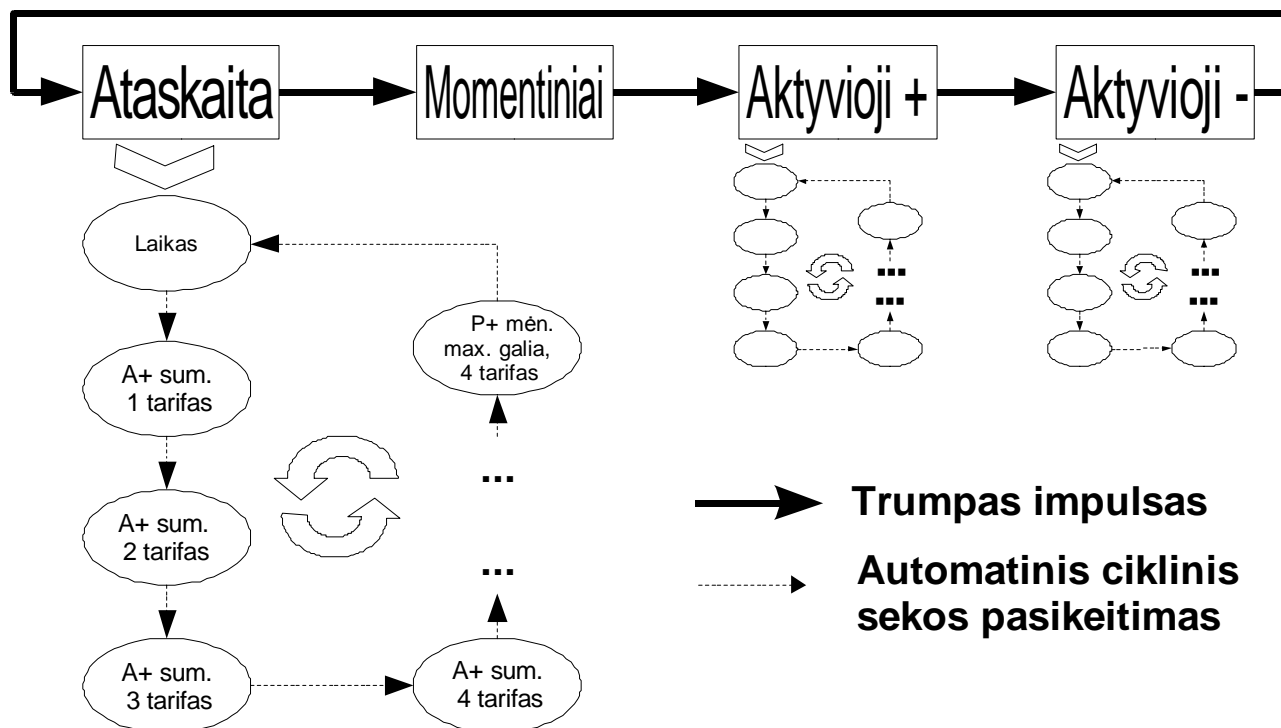 Ataskaita
Momentiniai
Aktyvioji +
Aktyvioji -
Laikas
P+ mėn.
max. galia,
4 tarifas
A+ sum.
1 tarifas
...
...
...
...
...
A+ sum.
2 tarifas
...
A+ sum.
3 tarifas
A+ sum.
4 tarifas
Trumpas impulsas
Automatinis ciklinis
sekos pasikeitimas